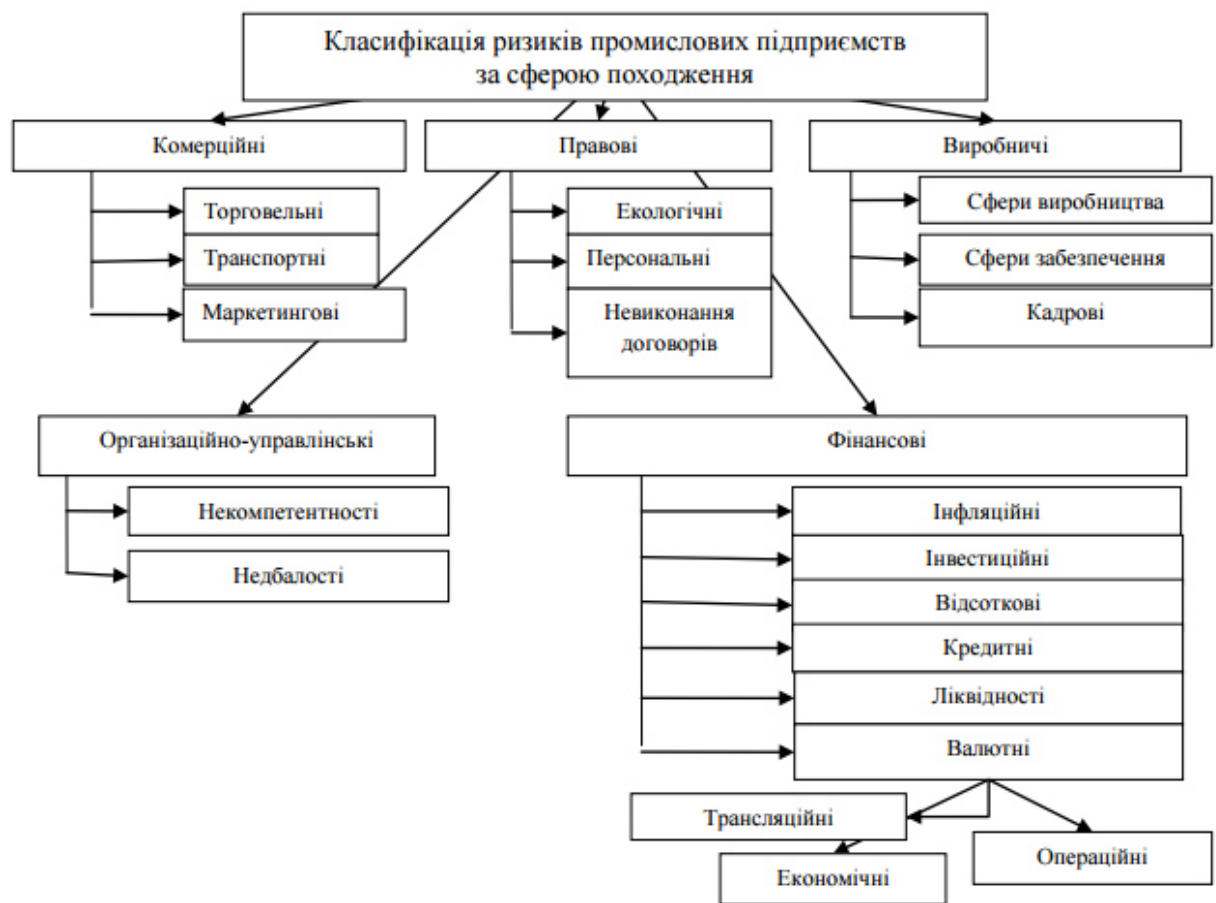 Класифікація ризиків промислових підприємств
за сферою походження
Комерційні
Торговельні
Транспортні
Маркетингові
Правові
Екологічні
Персональні
Невиконання
договорів
Виробничі
Сфери виробництва
Сфери забезпечення
Кадрові
Організаційно-управлінські
Некомпетентності
Недбалості
Фінансові
Інфляційні
Інвестиційні
Відсоткові
Кредитні
Ліквідності
Валютні
Трансляційні
Економічні
Операційні